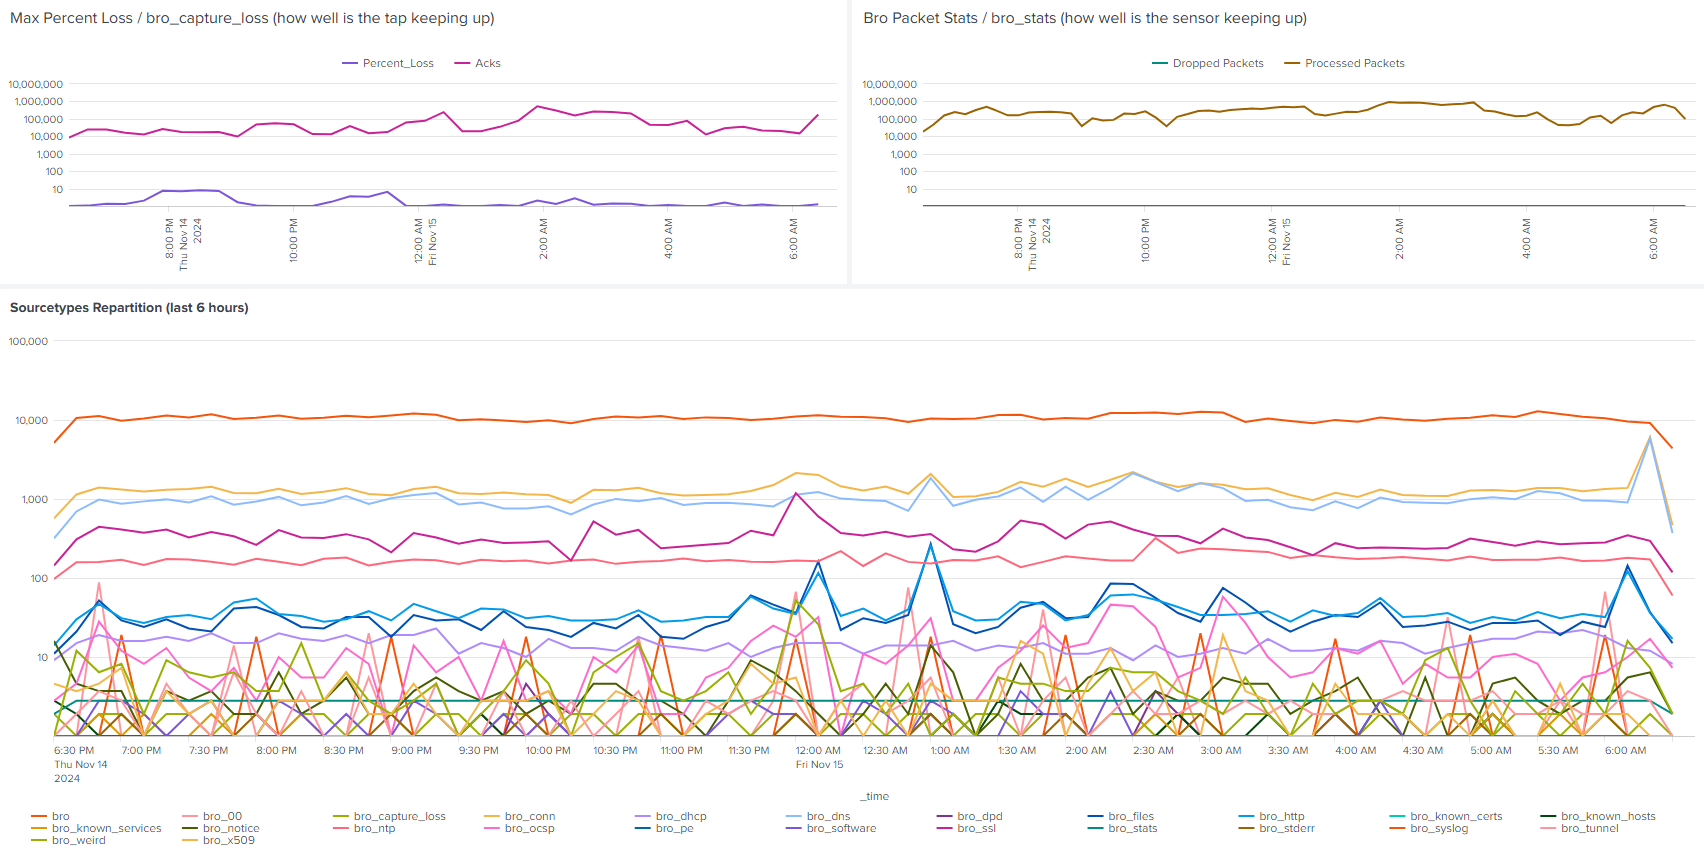 Max Percent Loss / bro_capture_loss (how well is the tap keeping up)
Percent_Loss Acks
10,000,000
1,000,000
100,000
10,000
1,000
100
10
8:00 PM
Thu Nov 14
2024
10:00 PM
12:00 AM
Fri Nov 15
2:00 AM
4:00 AM
6:00 AM
Bro Packet Stats / bro_stats (how well is the sensor keeping up)
Dropped Packets Processed Packets
10,000,000
1,000,000
100,000
10,000
1,000
100
10
8:00 PM
Thu Nov 14
2024
10:00 PM
12:00 AM
Fri Nov 15
2:00 AM
4:00 AM
6:00 AM
Sourcetypes Repartition (last 6 hours)
100,000
10,000
1,000
100
10
6:30 PM 7:00 PM 7:30 PM 8:00 PM 8:30 PM 9:00 PM 9:30 PM 10:00 PM 10:30 PM 11:00 PM 11:30 PM 12:00 AM 12:30 AM 1:00 AM 1:30 AM 2:00 AM 2:30 AM 3:00 AM 3:30 AM 4:00 AM 4:30 AM 5:00 AM 5:30 AM 6:00 AM
Thu Nov 14 Fri Nov 15
2024
_time
bro bro_00 bro_capture_loss bro_conn bro_dhcp bro_dns bro_dpd bro_files bro_http bro_known_certs bro_known_hosts
bro_known_services bro_notice bro_ntp bro_ocsp bro_pe bro_software bro_ssl bro_stats bro_stderr bro_syslog bro_tunnel
bro_weird bro_x509